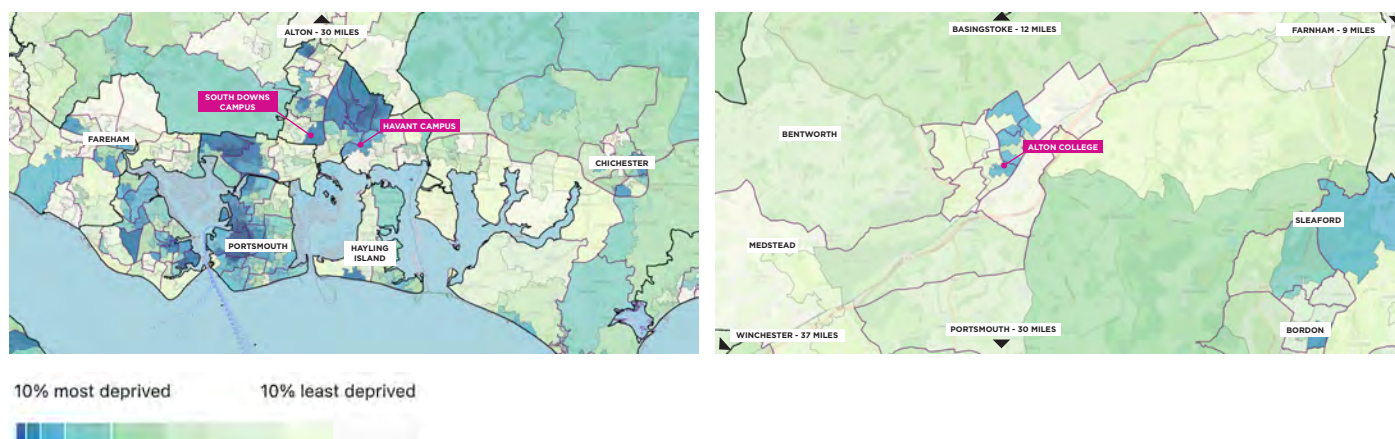 ALTON - 30 MILES
SOUTH DOWNS
CAMPUS
HAVANT CAMPUS
FAREHAM
CHICHESTER
PORTSMOUTH
HAYLING
ISLAND
BASINGSTOKE - 12 MILES
FARNHAM - 9 MILES
BENTWORTH
ALTON COLLEGE
SLEAFORD
MEDSTEAD
WINCHESTER - 37 MILES
PORTSMOUTH - 30 MILES
BORDON
10% most deprived
10% least deprived